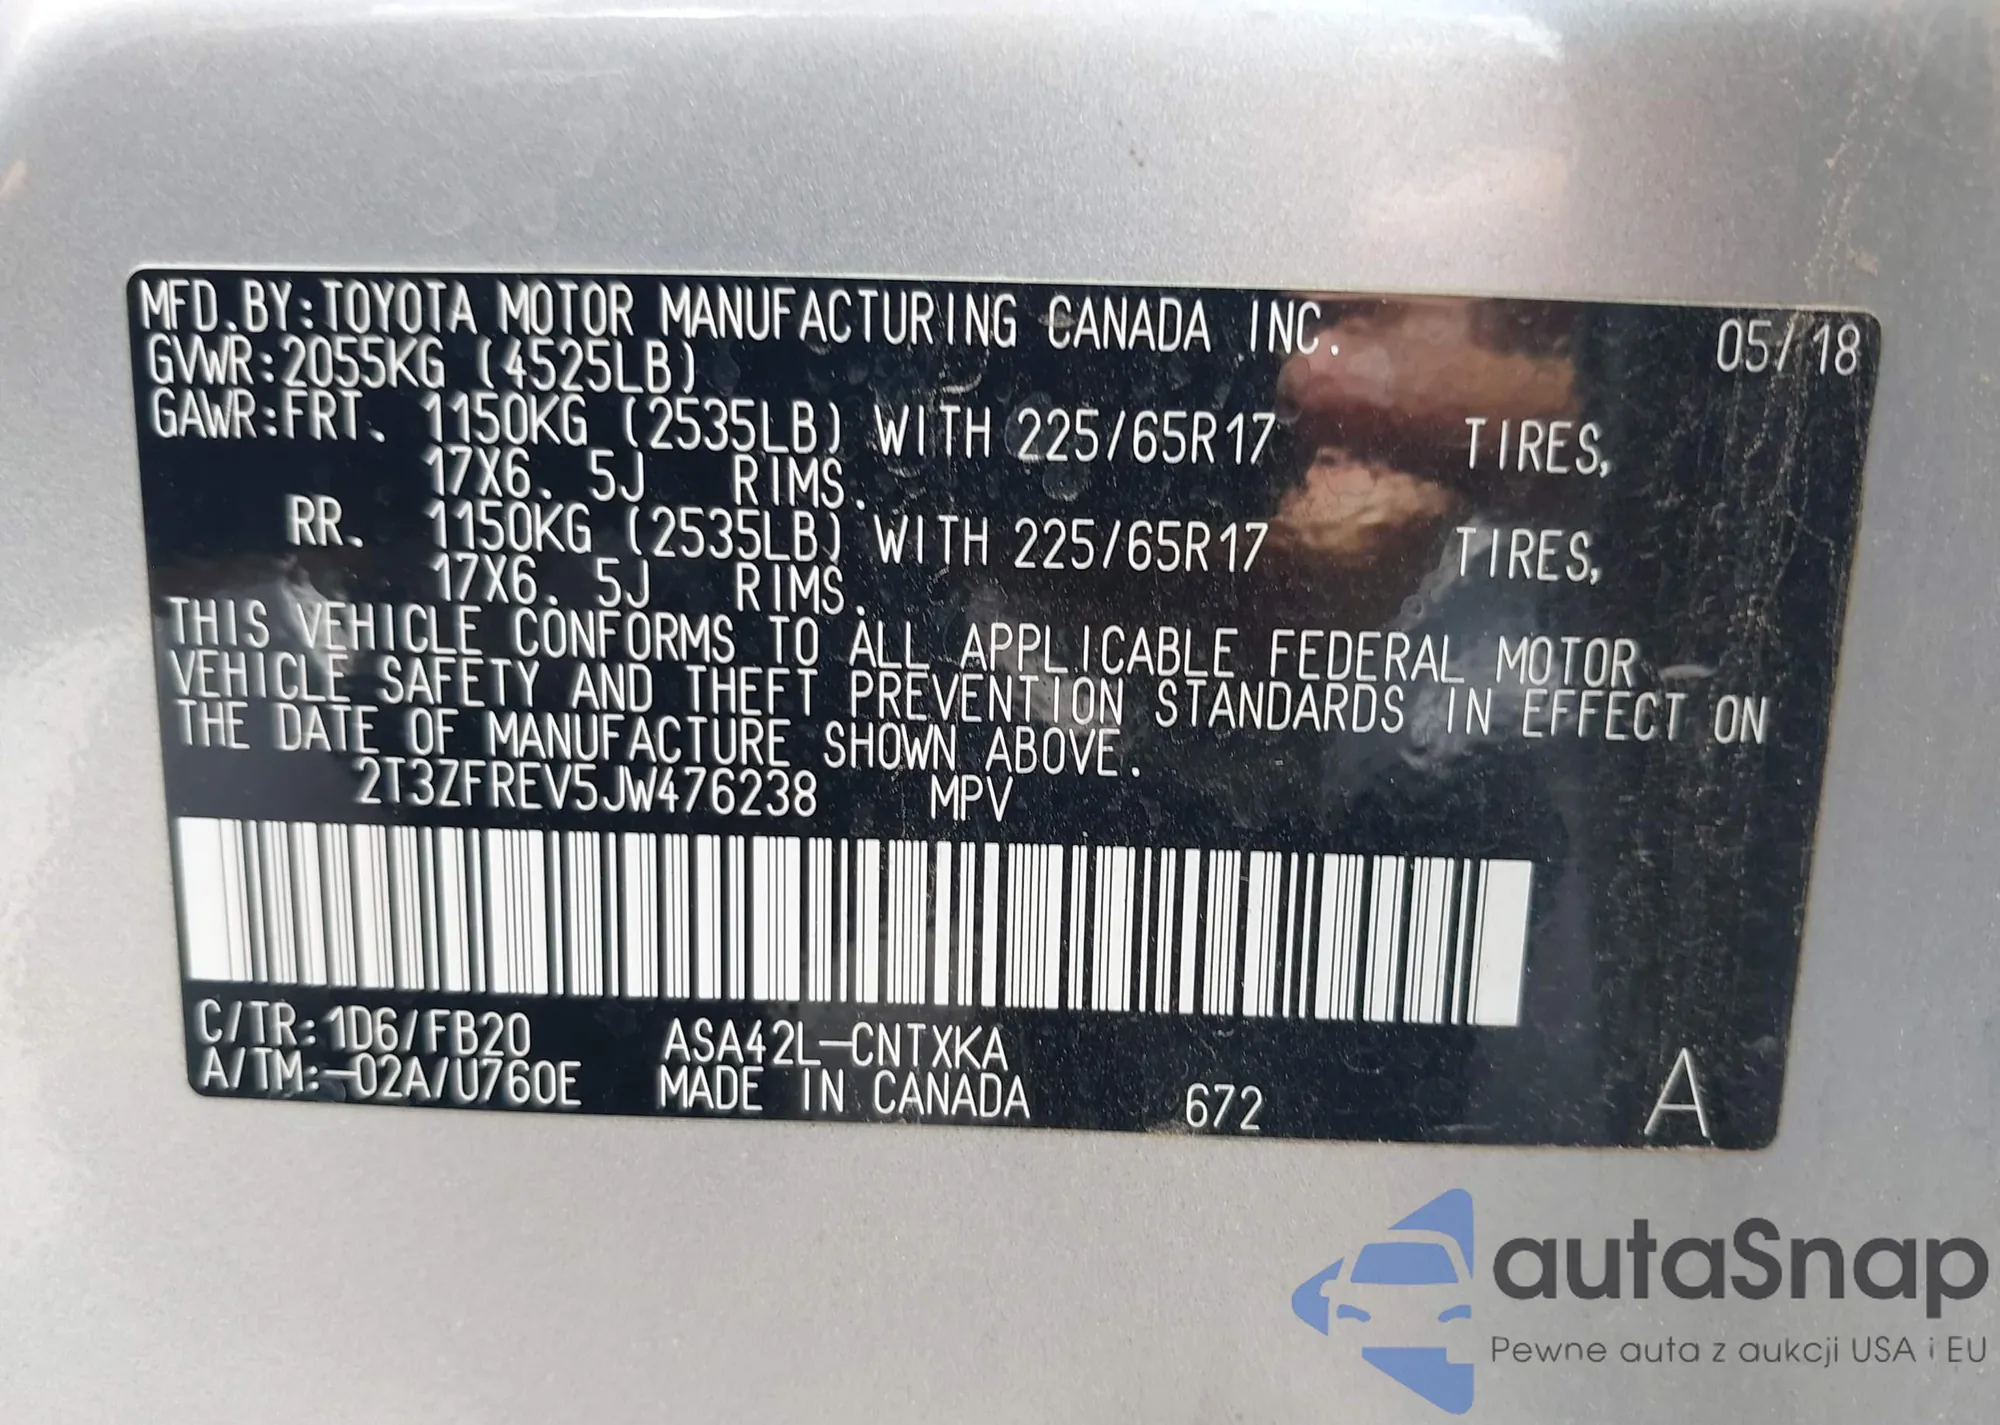 MFD.BY:TOYOTA MOTOR MANUFACTURING CANADA INC. 05/18
GVWR:2055KG (4525LB)
GAWR:FRT. 1150KG (2535LB) WITH 225/65R17 TIRES,
17X6.5J RIMS.
RR. 1150KG (2535LB) WITH 225/65R17 TIRES,
17X6.5J RIMS.
THIS VEHICLE CONFORMS TO ALL APPLICABLE FEDERAL MOTOR
VEHICLE SAFETY AND THEFT PREVENTION STANDARDS IN EFFECT ON
THE DATE OF MANUFACTURE SHOWN ABOVE.
2T3ZFREV5JW476238 MPV
C/TR:1D6/FB20 ASA42L-CNTXKA
A/TM:-02A/U760E MADE IN CANADA 672 A
autaSnap
Pewne auta z aukcji USA i EU